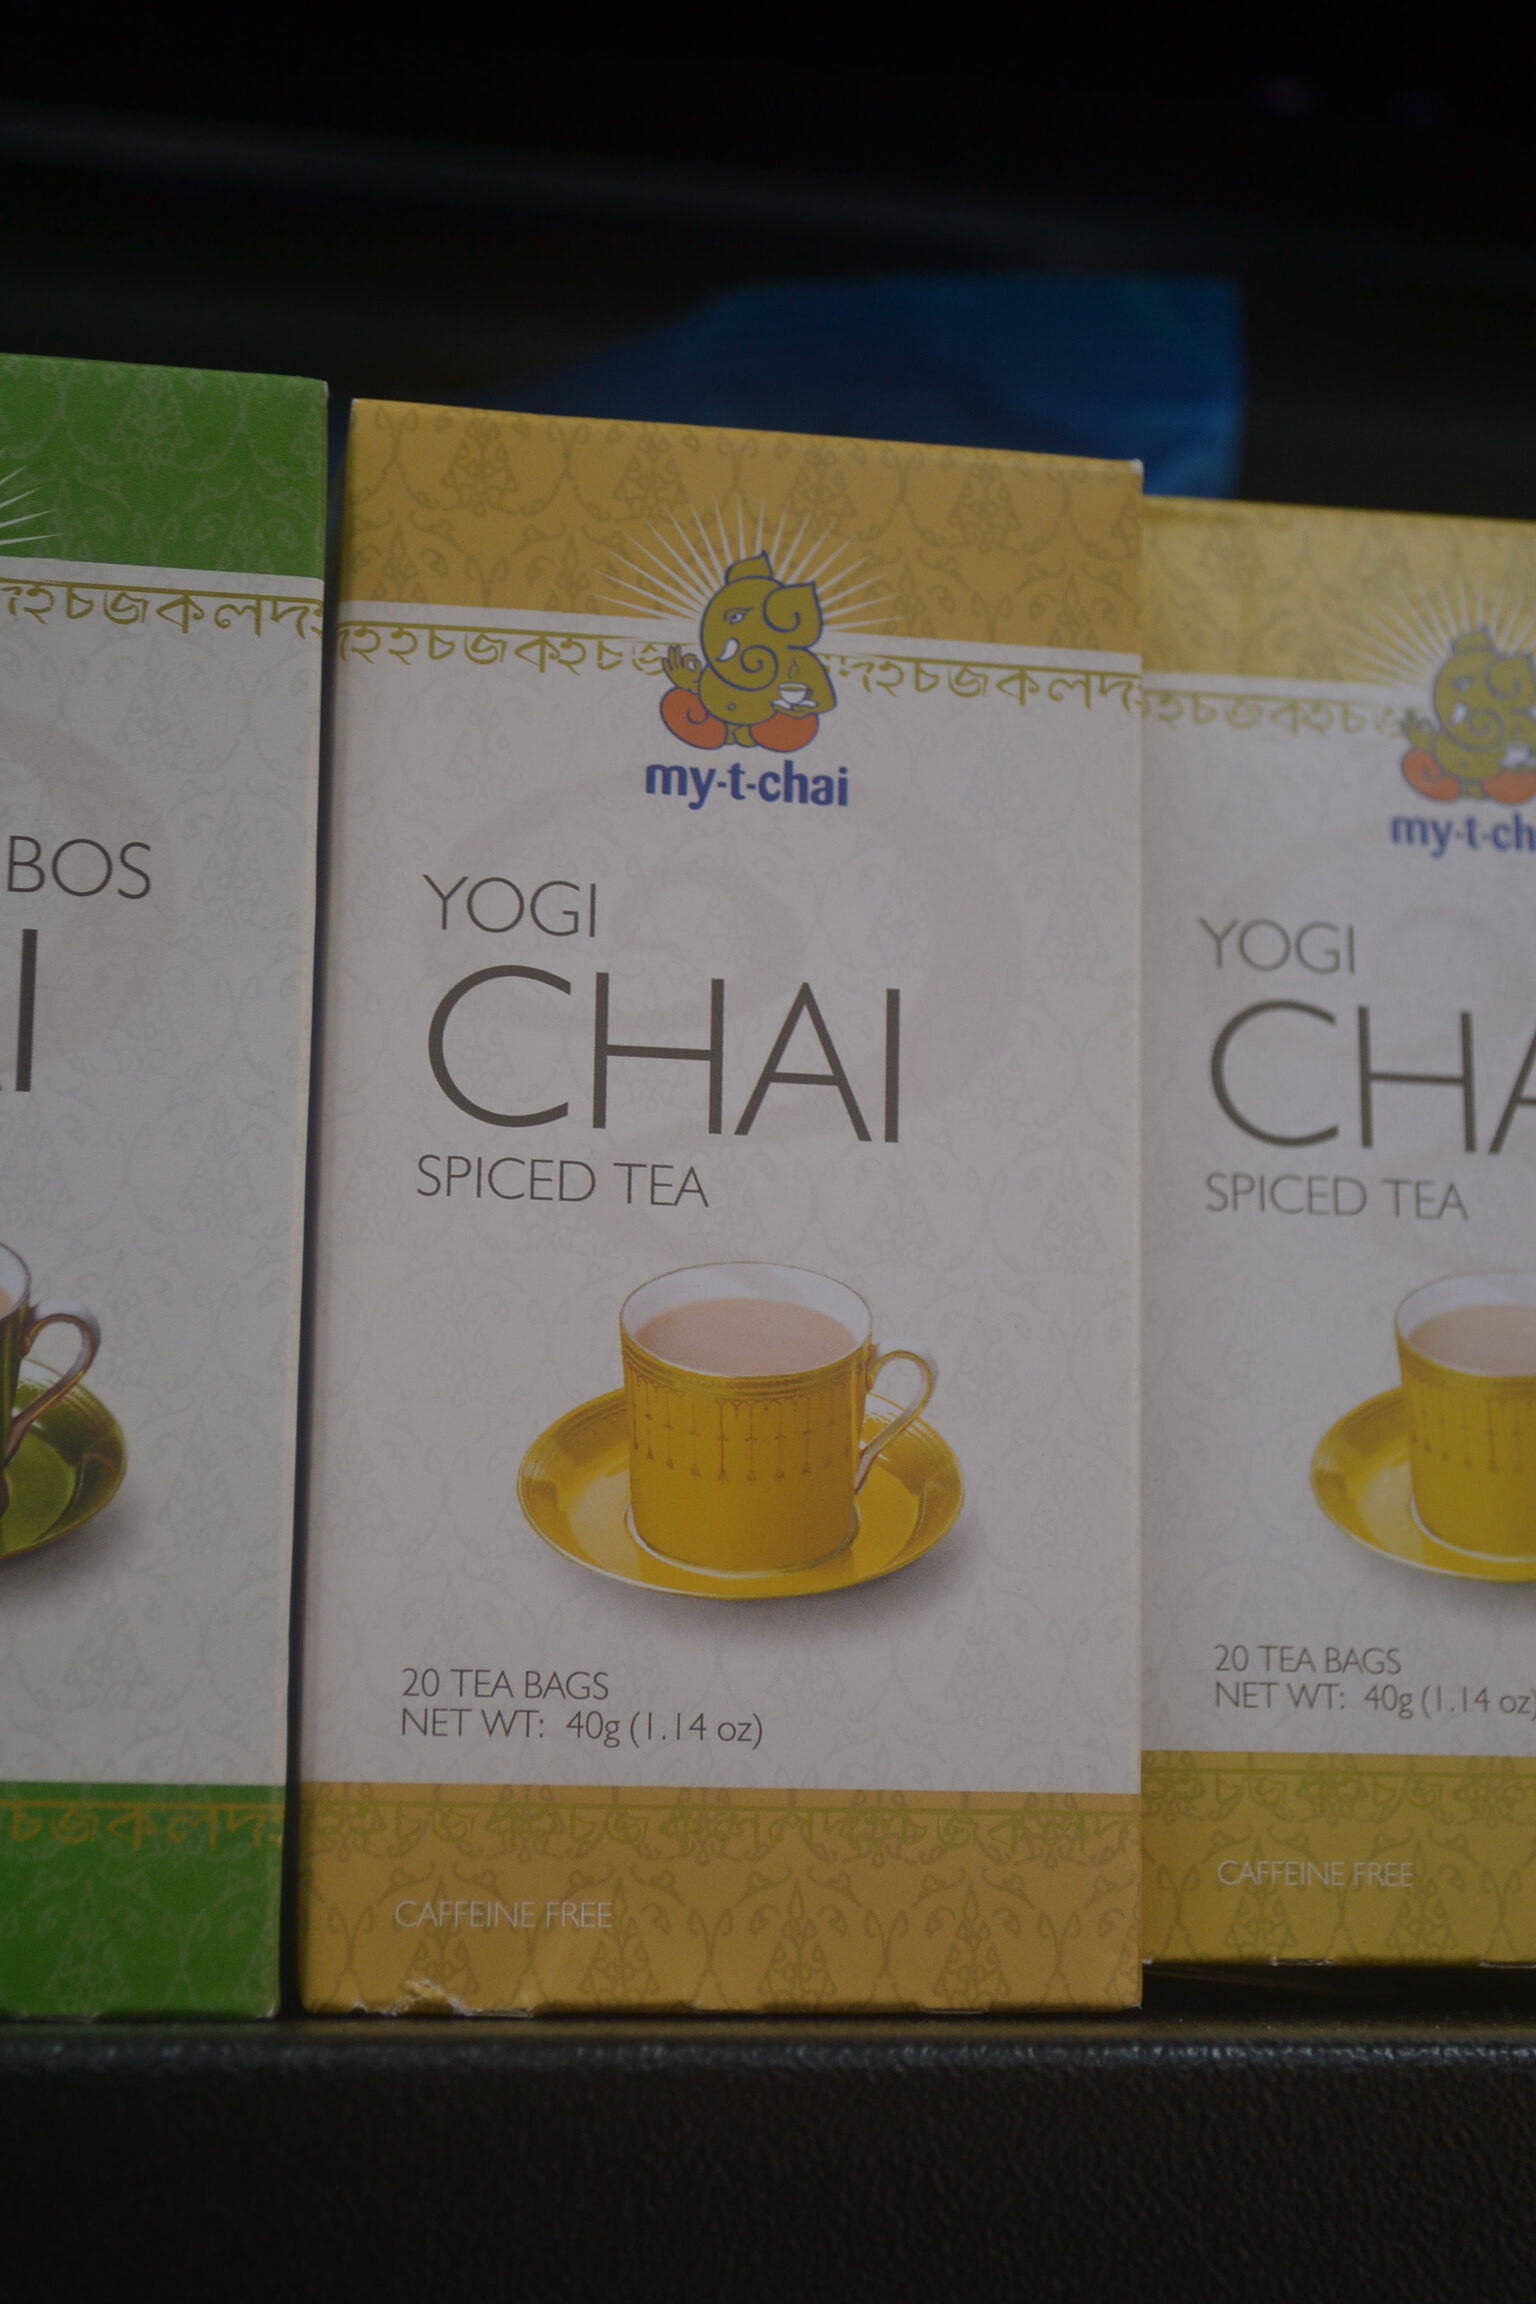 BOS
my-t-chai
YOGI
CHAI
SPICED TEA
20 TEA BAGS
NET WT: 40g (1.14 oz)
CAFFEINE FREE
YOGI
SPICED TEA
20 TEA BAGS
NET WT: 40g (1.14 oz)
CAFFEINE FREE